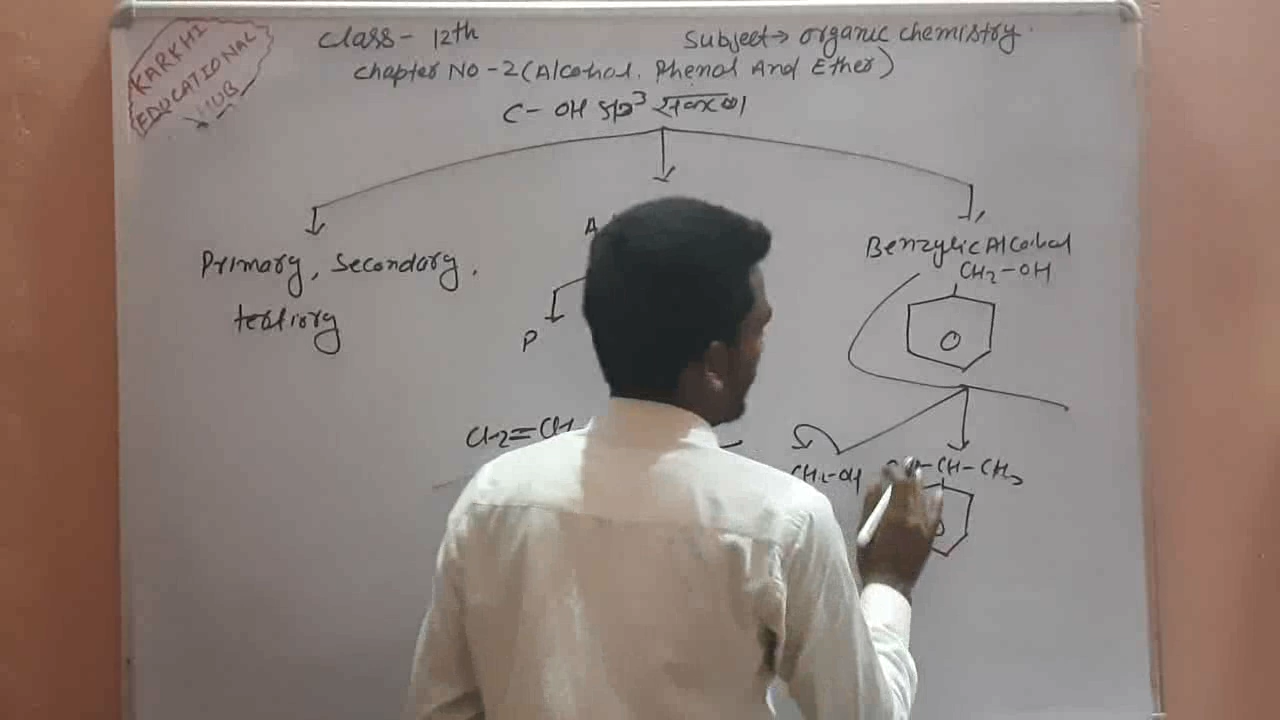 KARKHI
EDUCATIONAL
HUB
Class - 12th
Subject → organic chemistry.
Chapter NO - 2 (Alcohol, Phenol And Ether)
C - OH sp³
A
Primary, Secondary,
tertiary
Benzylic Alcohol
CH2-OH
P
CH2=CH
CH2-OH
-CH-CH3